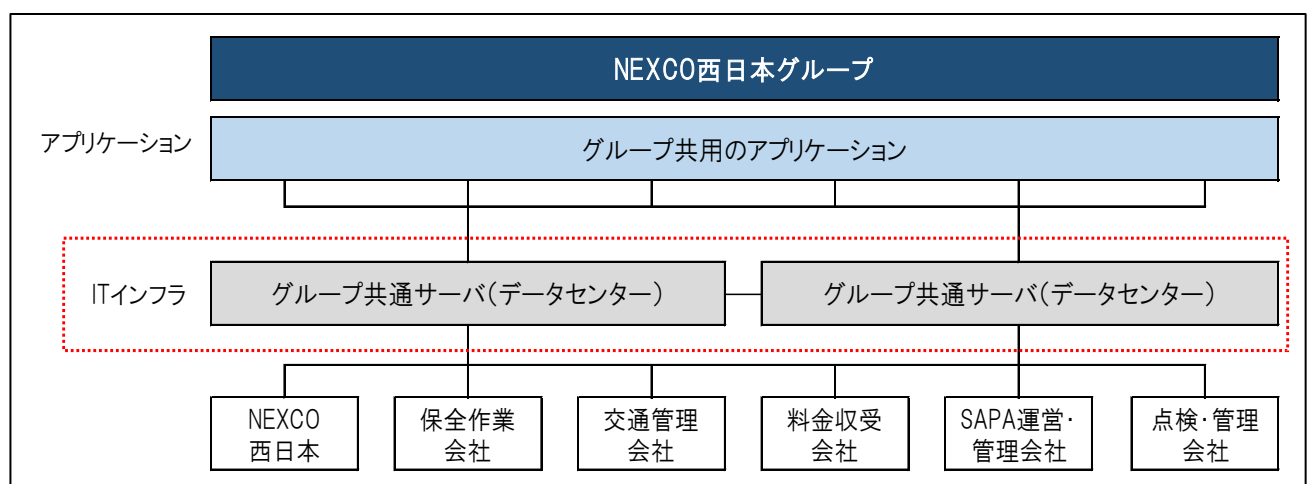 NEXCO西日本グループ
アプリケーション
グループ共用のアプリケーション
ITインフラ
グループ共通サーバ(データセンター)
グループ共通サーバ(データセンター)
NEXCO
西日本
保全作業
会社
交通管理
会社
料金収受
会社
SAPA運営・
管理会社
点検・管理
会社